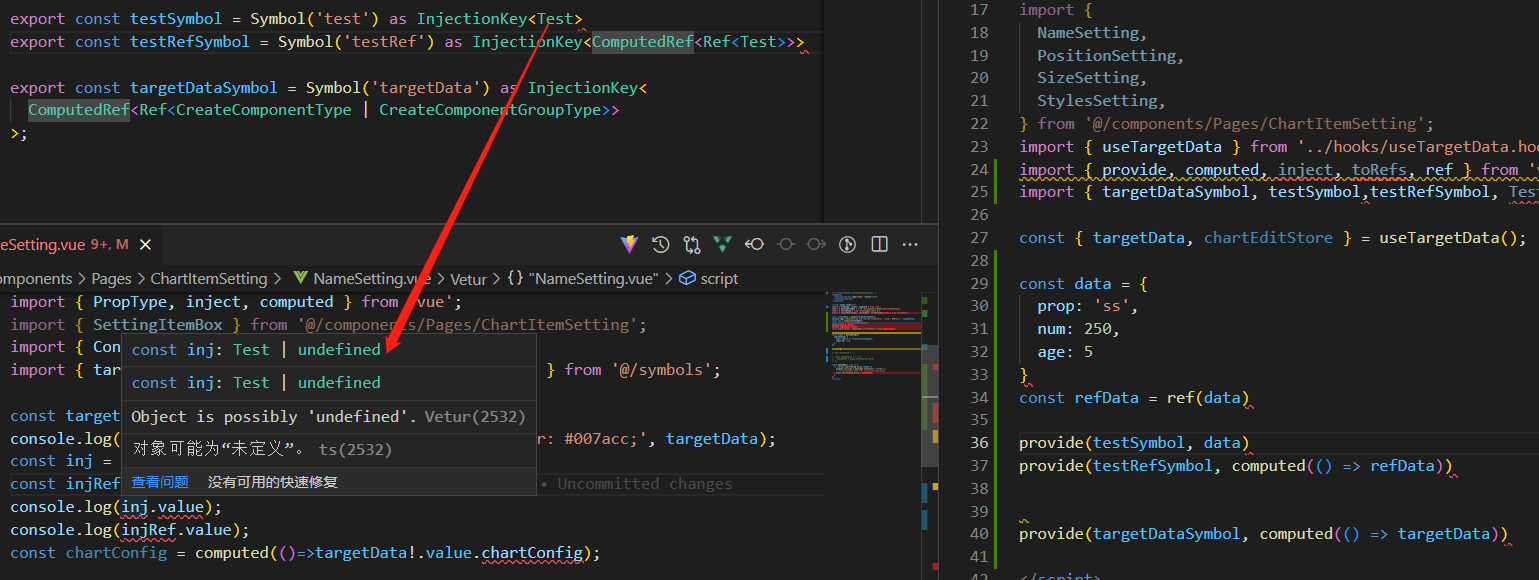 export const testSymbol = Symbol('test') as InjectionKey<Test>
export const testRefSymbol = Symbol('testRef') as InjectionKey<ComputedRef<Ref<Test>>>
export const targetDataSymbol = Symbol('targetData') as InjectionKey<
ComputedRef<Ref<CreateComponentType | CreateComponentGroupType>>
>;
eSetting.vue 9+, M
omponents > Pages > ChartItemSetting > NameSetting.vue > Vetur > {} "NameSetting.vue" > script
import { PropType, inject, computed } from 'vue';
import { SettingItemBox } from '@/components/Pages/ChartItemSetting';
import { Con
import { tar
} from '@/symbols';
const inj: Test | undefined
const inj: Test | undefined
Object is possibly 'undefined'. Vetur(2532)
对象可能为“未定义”。 ts(2532)
查看问题 没有可用的快速修复
const target
console.log(
r: #007acc;', targetData);
const inj =
const injRef
• Uncommitted changes
console.log(inj.value);
console.log(injRef.value);
const chartConfig = computed(()=>targetData!.value.chartConfig);
17 import {
18 NameSetting,
19 PositionSetting,
20 SizeSetting,
21 StylesSetting,
22 } from '@/components/Pages/ChartItemSetting';
23 import { useTargetData } from '../hooks/useTargetData.hoo
24 import { provide, computed, inject, toRefs, ref } from 'v
25 import { targetDataSymbol, testSymbol,testRefSymbol, Test
26
27 const { targetData, chartEditStore } = useTargetData();
28
29 const data = {
30 prop: 'ss',
31 num: 250,
32 age: 5
33 }
34 const refData = ref(data)
35
36 provide(testSymbol, data)
37 provide(testRefSymbol, computed(() => refData))
38
39
40 provide(targetDataSymbol, computed(() => targetData))
41
42 </script>